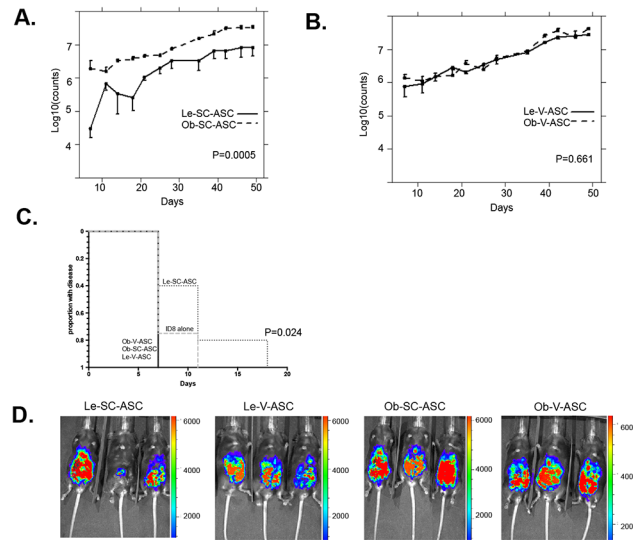 A.
B.
7
6
5
4
Log10(counts)
Le-SC-ASC
Ob-SC-ASC
P=0.0005
10 20 30 40 50
Days
7
6
5
4
3
Log10(counts)
Le-V-ASC
Ob-V-ASC
P=0.661
10 20 30 40 50
Days
C.
0.0
0.2
0.4
0.6
0.8
1
proportion with disease
Le-SC-ASC
ID8 alone
Ob-V-ASC
Ob-SC-ASC
Le-V-ASC
P=0.024
0 5 10 15 20
Days
D.
Le-SC-ASC
Le-V-ASC
Ob-SC-ASC
Ob-V-ASC
6000
4000
2000
6000
4000
2000
6000
4000
2000